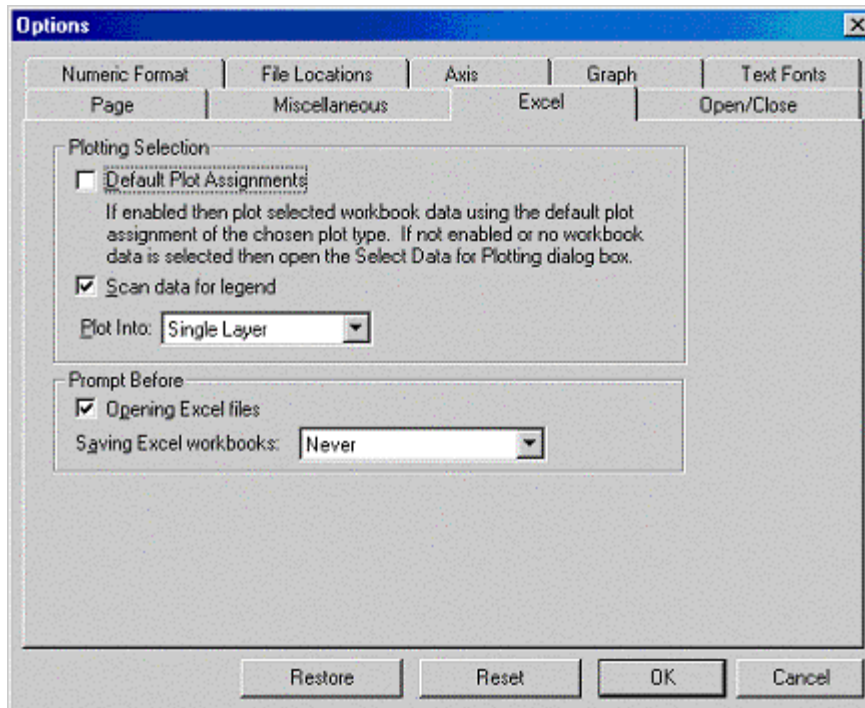 Options
Numeric Format File Locations Axis Graph Text Fonts
Page Miscellaneous Excel Open/Close
Plotting Selection
Default Plot Assignments
If enabled then plot selected workbook data using the default plot
assignment of the chosen plot type. If not enabled or no workbook
data is selected then open the Select Data for Plotting dialog box.
Scan data for legend
Plot Into: Single Layer
Prompt Before
Opening Excel files
Saving Excel workbooks: Never
Restore Reset OK Cancel